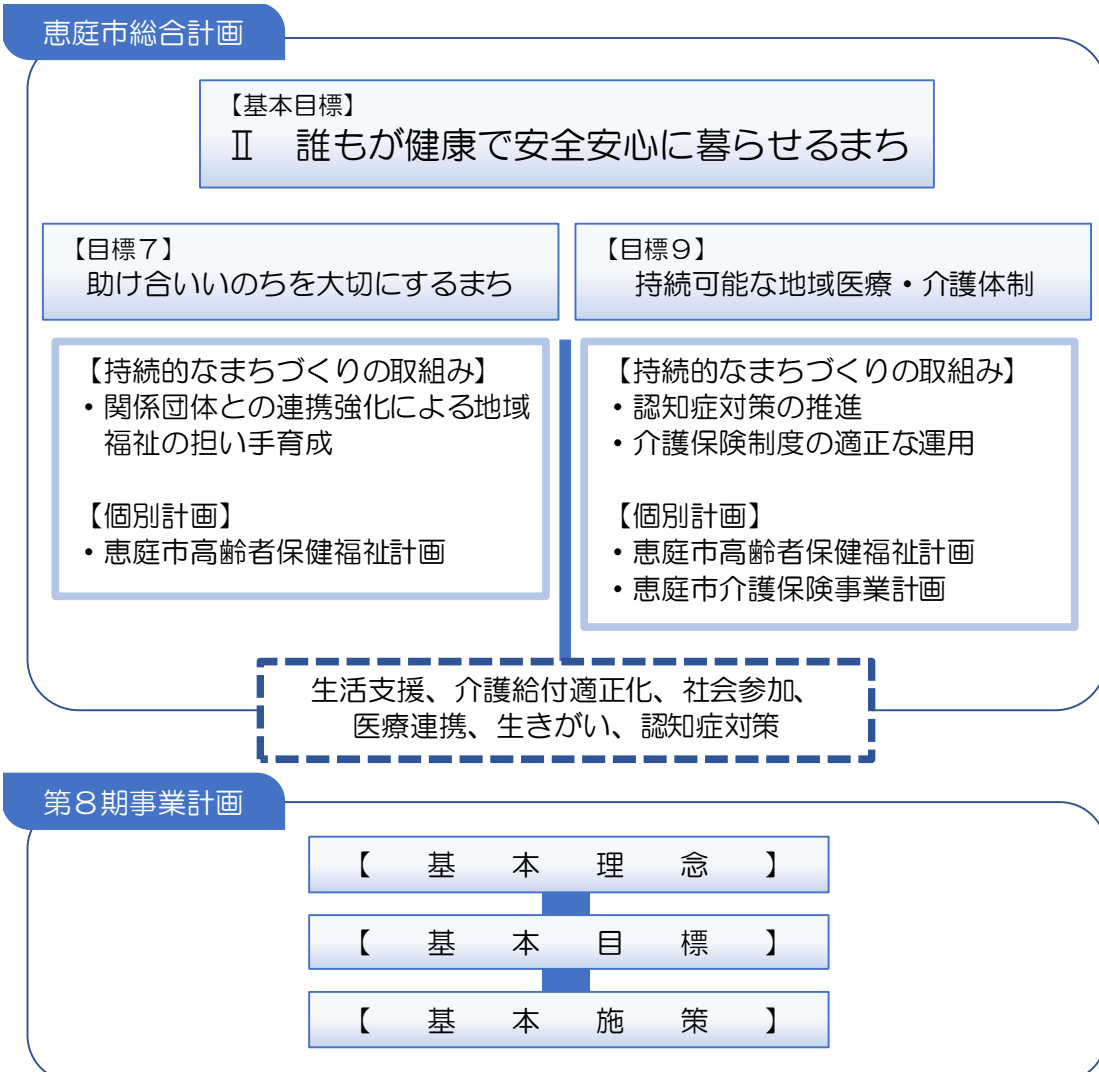 恵庭市総合計画
【基本目標】
Ⅱ 誰もが健康で安全安心に暮らせるまち
【目標７】
助け合いいのちを大切にするまち
【目標９】
持続可能な地域医療・介護体制
【持続的なまちづくりの取組み】
・関係団体との連携強化による地域
福祉の担い手育成
【個別計画】
・恵庭市高齢者保健福祉計画
【持続的なまちづくりの取組み】
・認知症対策の推進
・介護保険制度の適正な運用
【個別計画】
・恵庭市高齢者保健福祉計画
・恵庭市介護保険事業計画
生活支援、介護給付適正化、社会参加、
医療連携、生きがい、認知症対策
第８期事業計画
【 基 本 理 念 】
【 基 本 目 標 】
【 基 本 施 策 】